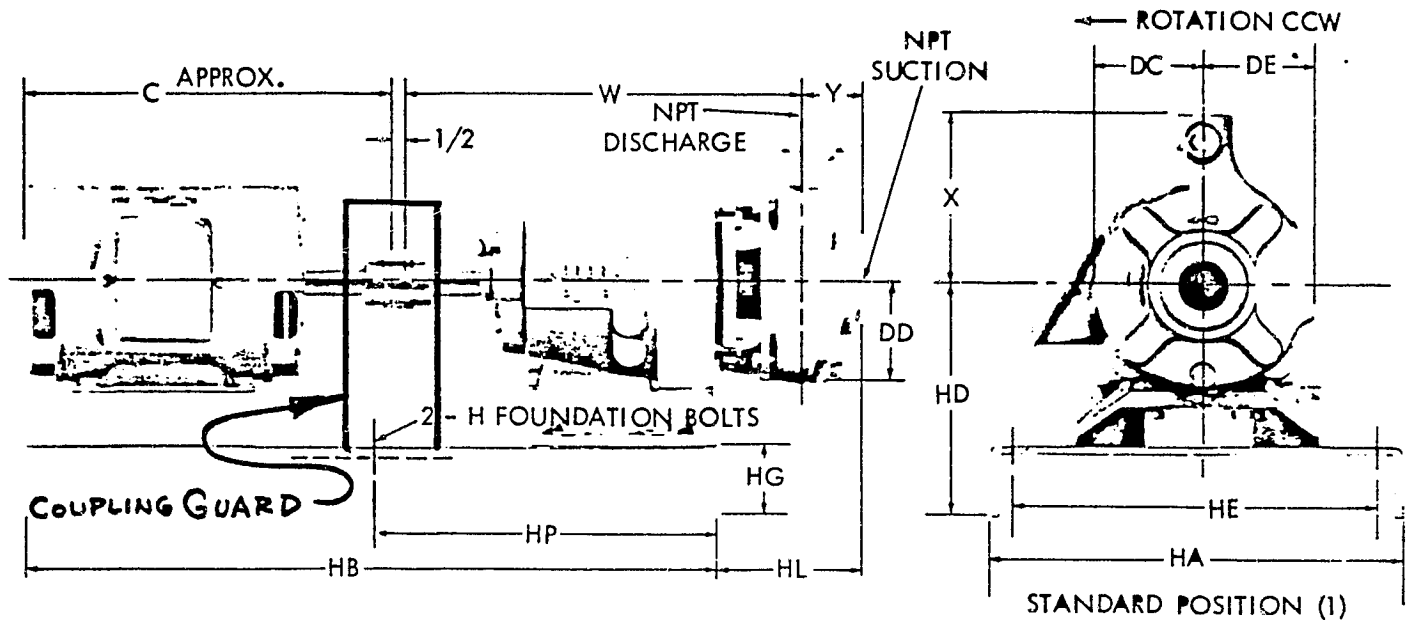 ROTATION CCW
C APPROX.
W
Y
NPT
SUCTION
DC
DE
1/2
NPT
DISCHARGE
X
DD
HD
2 - H FOUNDATION BOLTS
COUPLING GUARD
HG
HP
HE
HB
HL
HA
STANDARD POSITION (1)